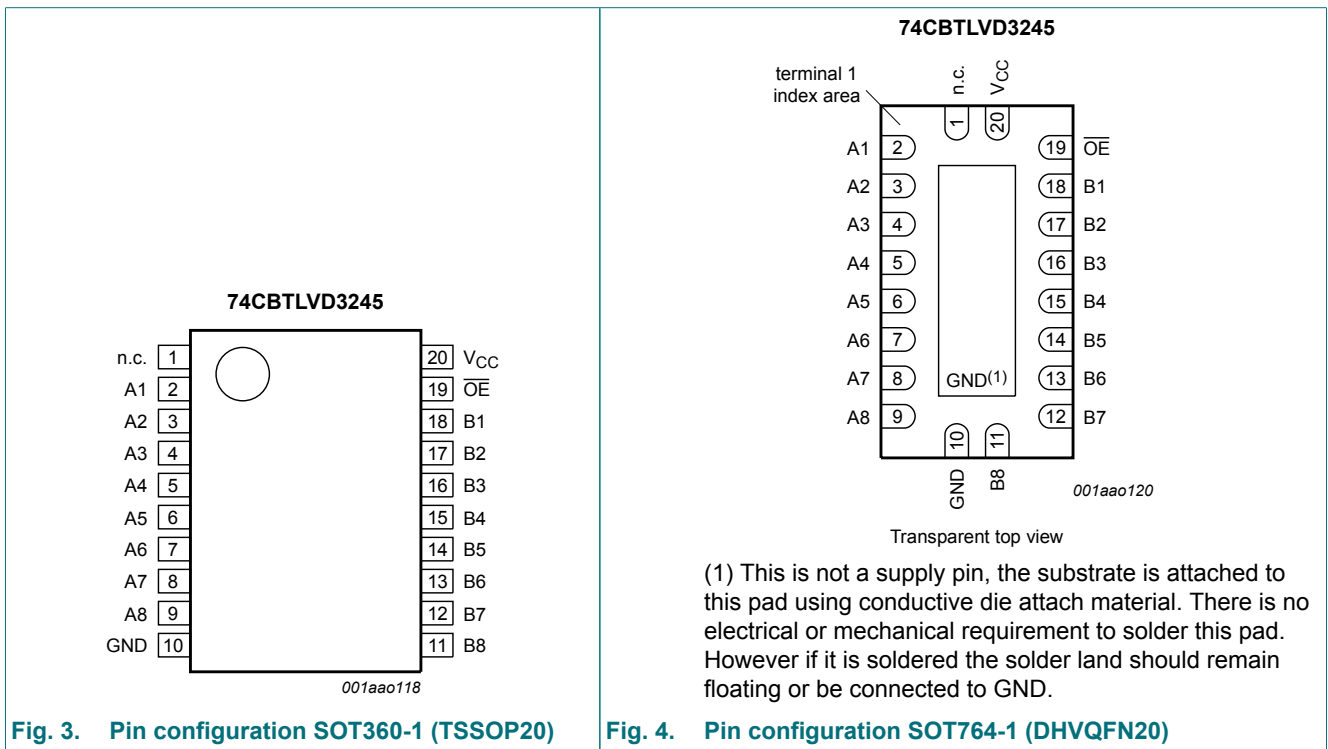 74CBTLVD3245
n.c. 1 20 VCC
A1 2 19 OE
A2 3 18 B1
A3 4 17 B2
A4 5 16 B3
A5 6 15 B4
A6 7 14 B5
A7 8 13 B6
A8 9 12 B7
GND 10 11 B8
001aao118
Fig. 3. Pin configuration SOT360-1 (TSSOP20)
74CBTLVD3245
terminal 1
index area
n.c. VCC
1 20
A1 2 19 OE
A2 3 18 B1
A3 4 17 B2
A4 5 16 B3
A5 6 15 B4
A6 7 14 B5
A7 8 GND(1) 13 B6
A8 9 12 B7
10 11
GND B8
001aao120
Transparent top view
(1) This is not a supply pin, the substrate is attached to
this pad using conductive die attach material. There is no
electrical or mechanical requirement to solder this pad.
However if it is soldered the solder land should remain
floating or be connected to GND.
Fig. 4. Pin configuration SOT764-1 (DHVQFN20)